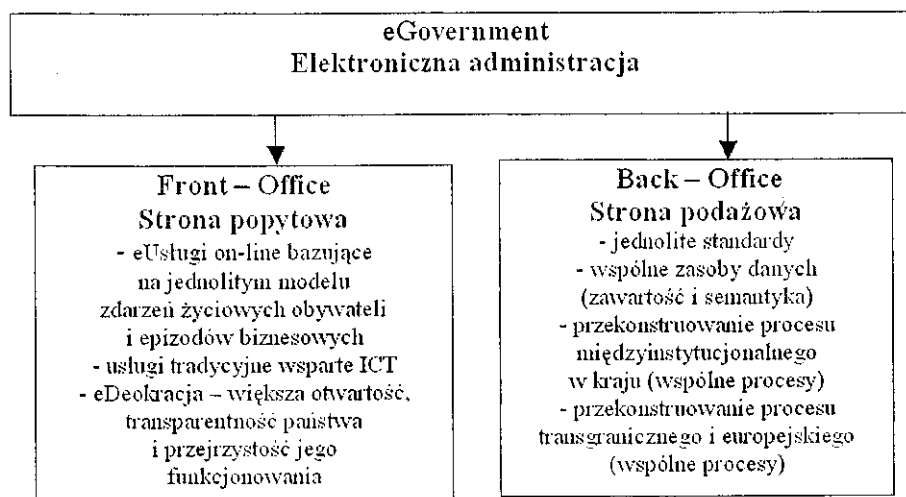 eGovernment
Elektroniczna administracja
Front – Office
Strona popytowa
- eUsługi on-line bazujące
na jednolitym modelu
zdarzeń życiowych obywateli
i epizodów biznesowych
- usługi tradycyjne wsparte ICT
- eDeokracja – większa otwartość,
transparentność państwa
i przejrzystość jego
funkcjonowania
Back – Office
Strona podażowa
- jednolite standardy
- wspólne zasoby danych
(zawartość i semantyka)
- przekonstruowanie procesu
międzyinstytucjonalnego
w kraju (wspólne procesy)
- przekonstruowanie procesu
transgranicznego i europejskiego
(wspólne procesy)